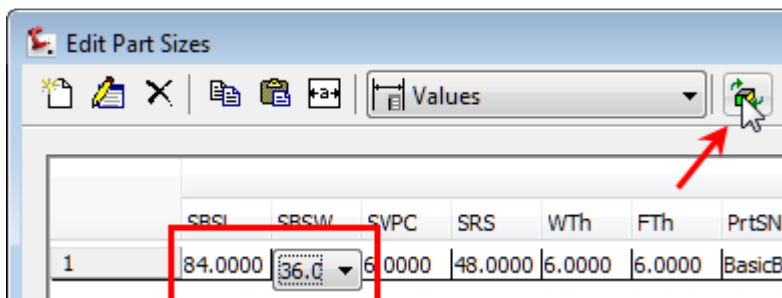 Edit Part Sizes
Values
SBSL SBSW SVPC SRS WTh FTh PrtSN
1 84.0000 36.0 6.0000 48.0000 6.0000 6.0000 BasicB